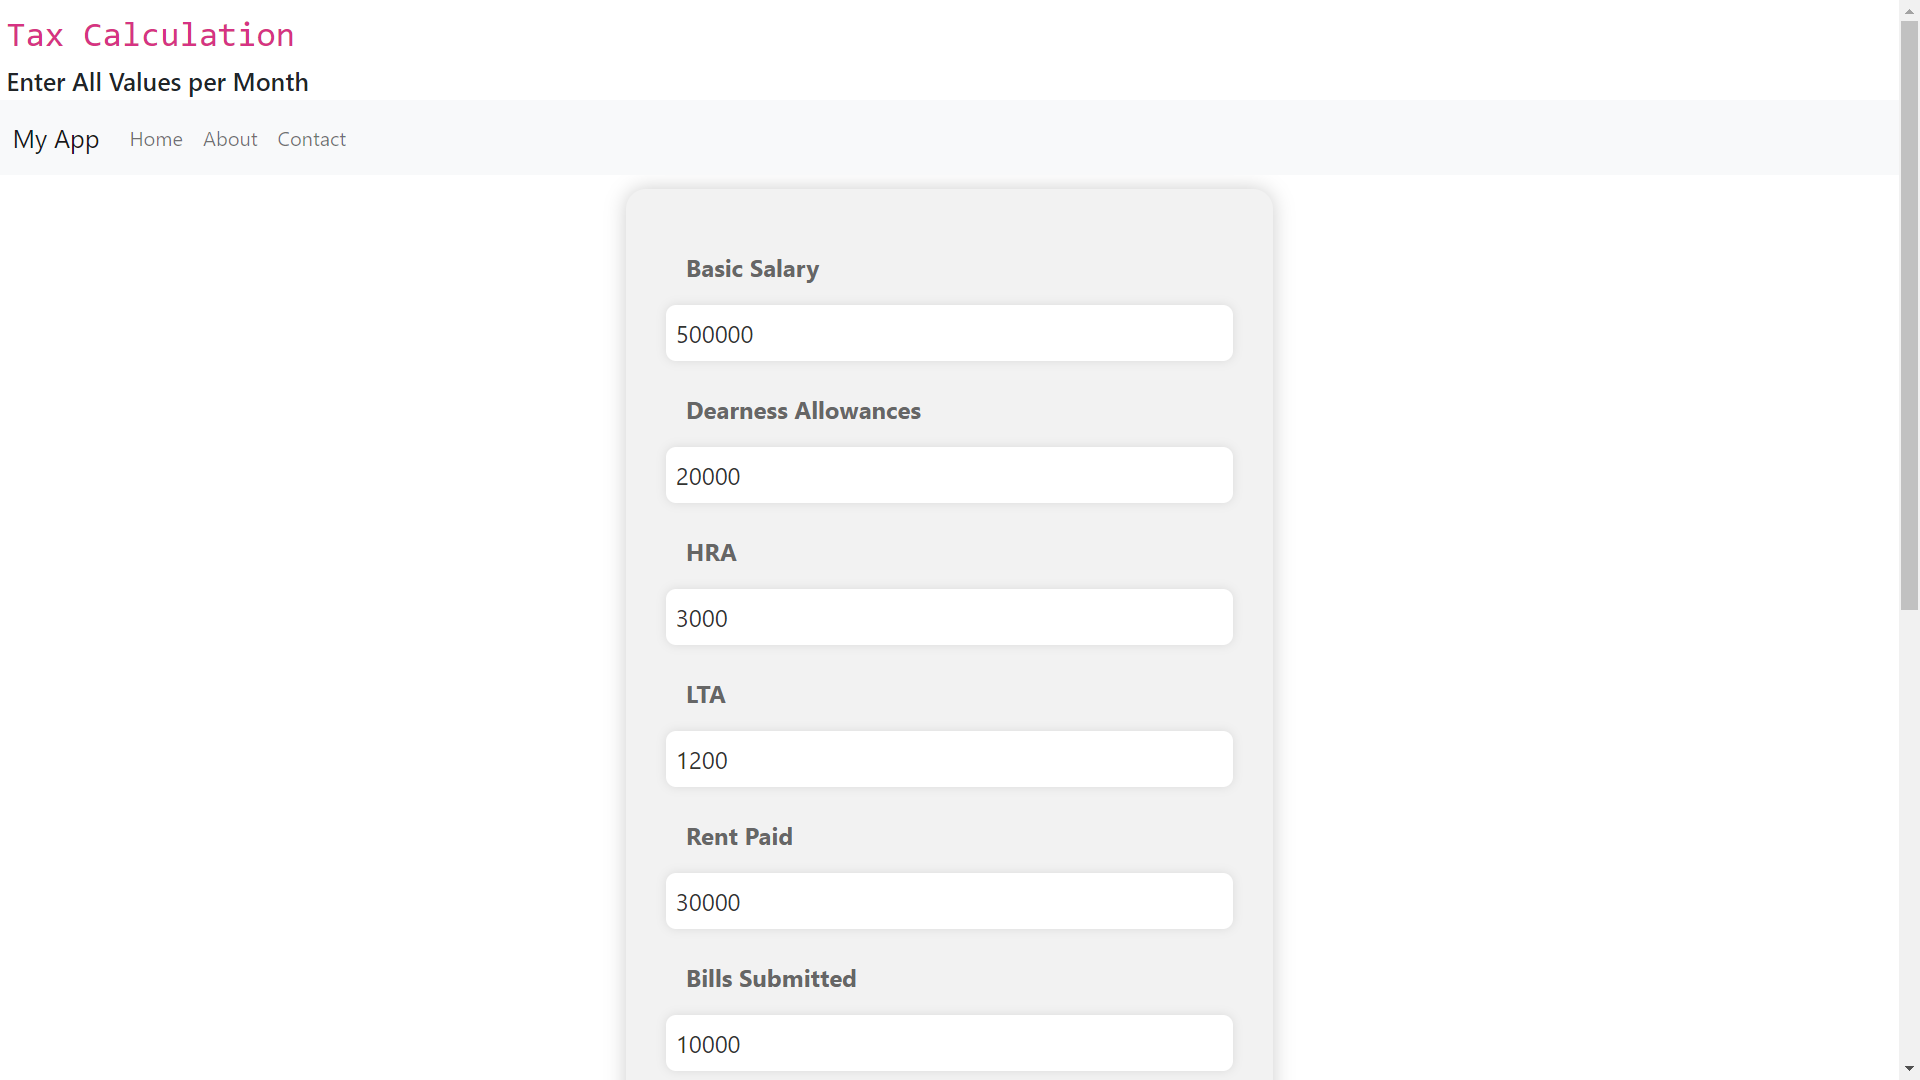 Tax Calculation
Enter All Values per Month
My App Home About Contact
Basic Salary
500000
Dearness Allowances
20000
HRA
3000
LTA
1200
Rent Paid
30000
Bills Submitted
10000